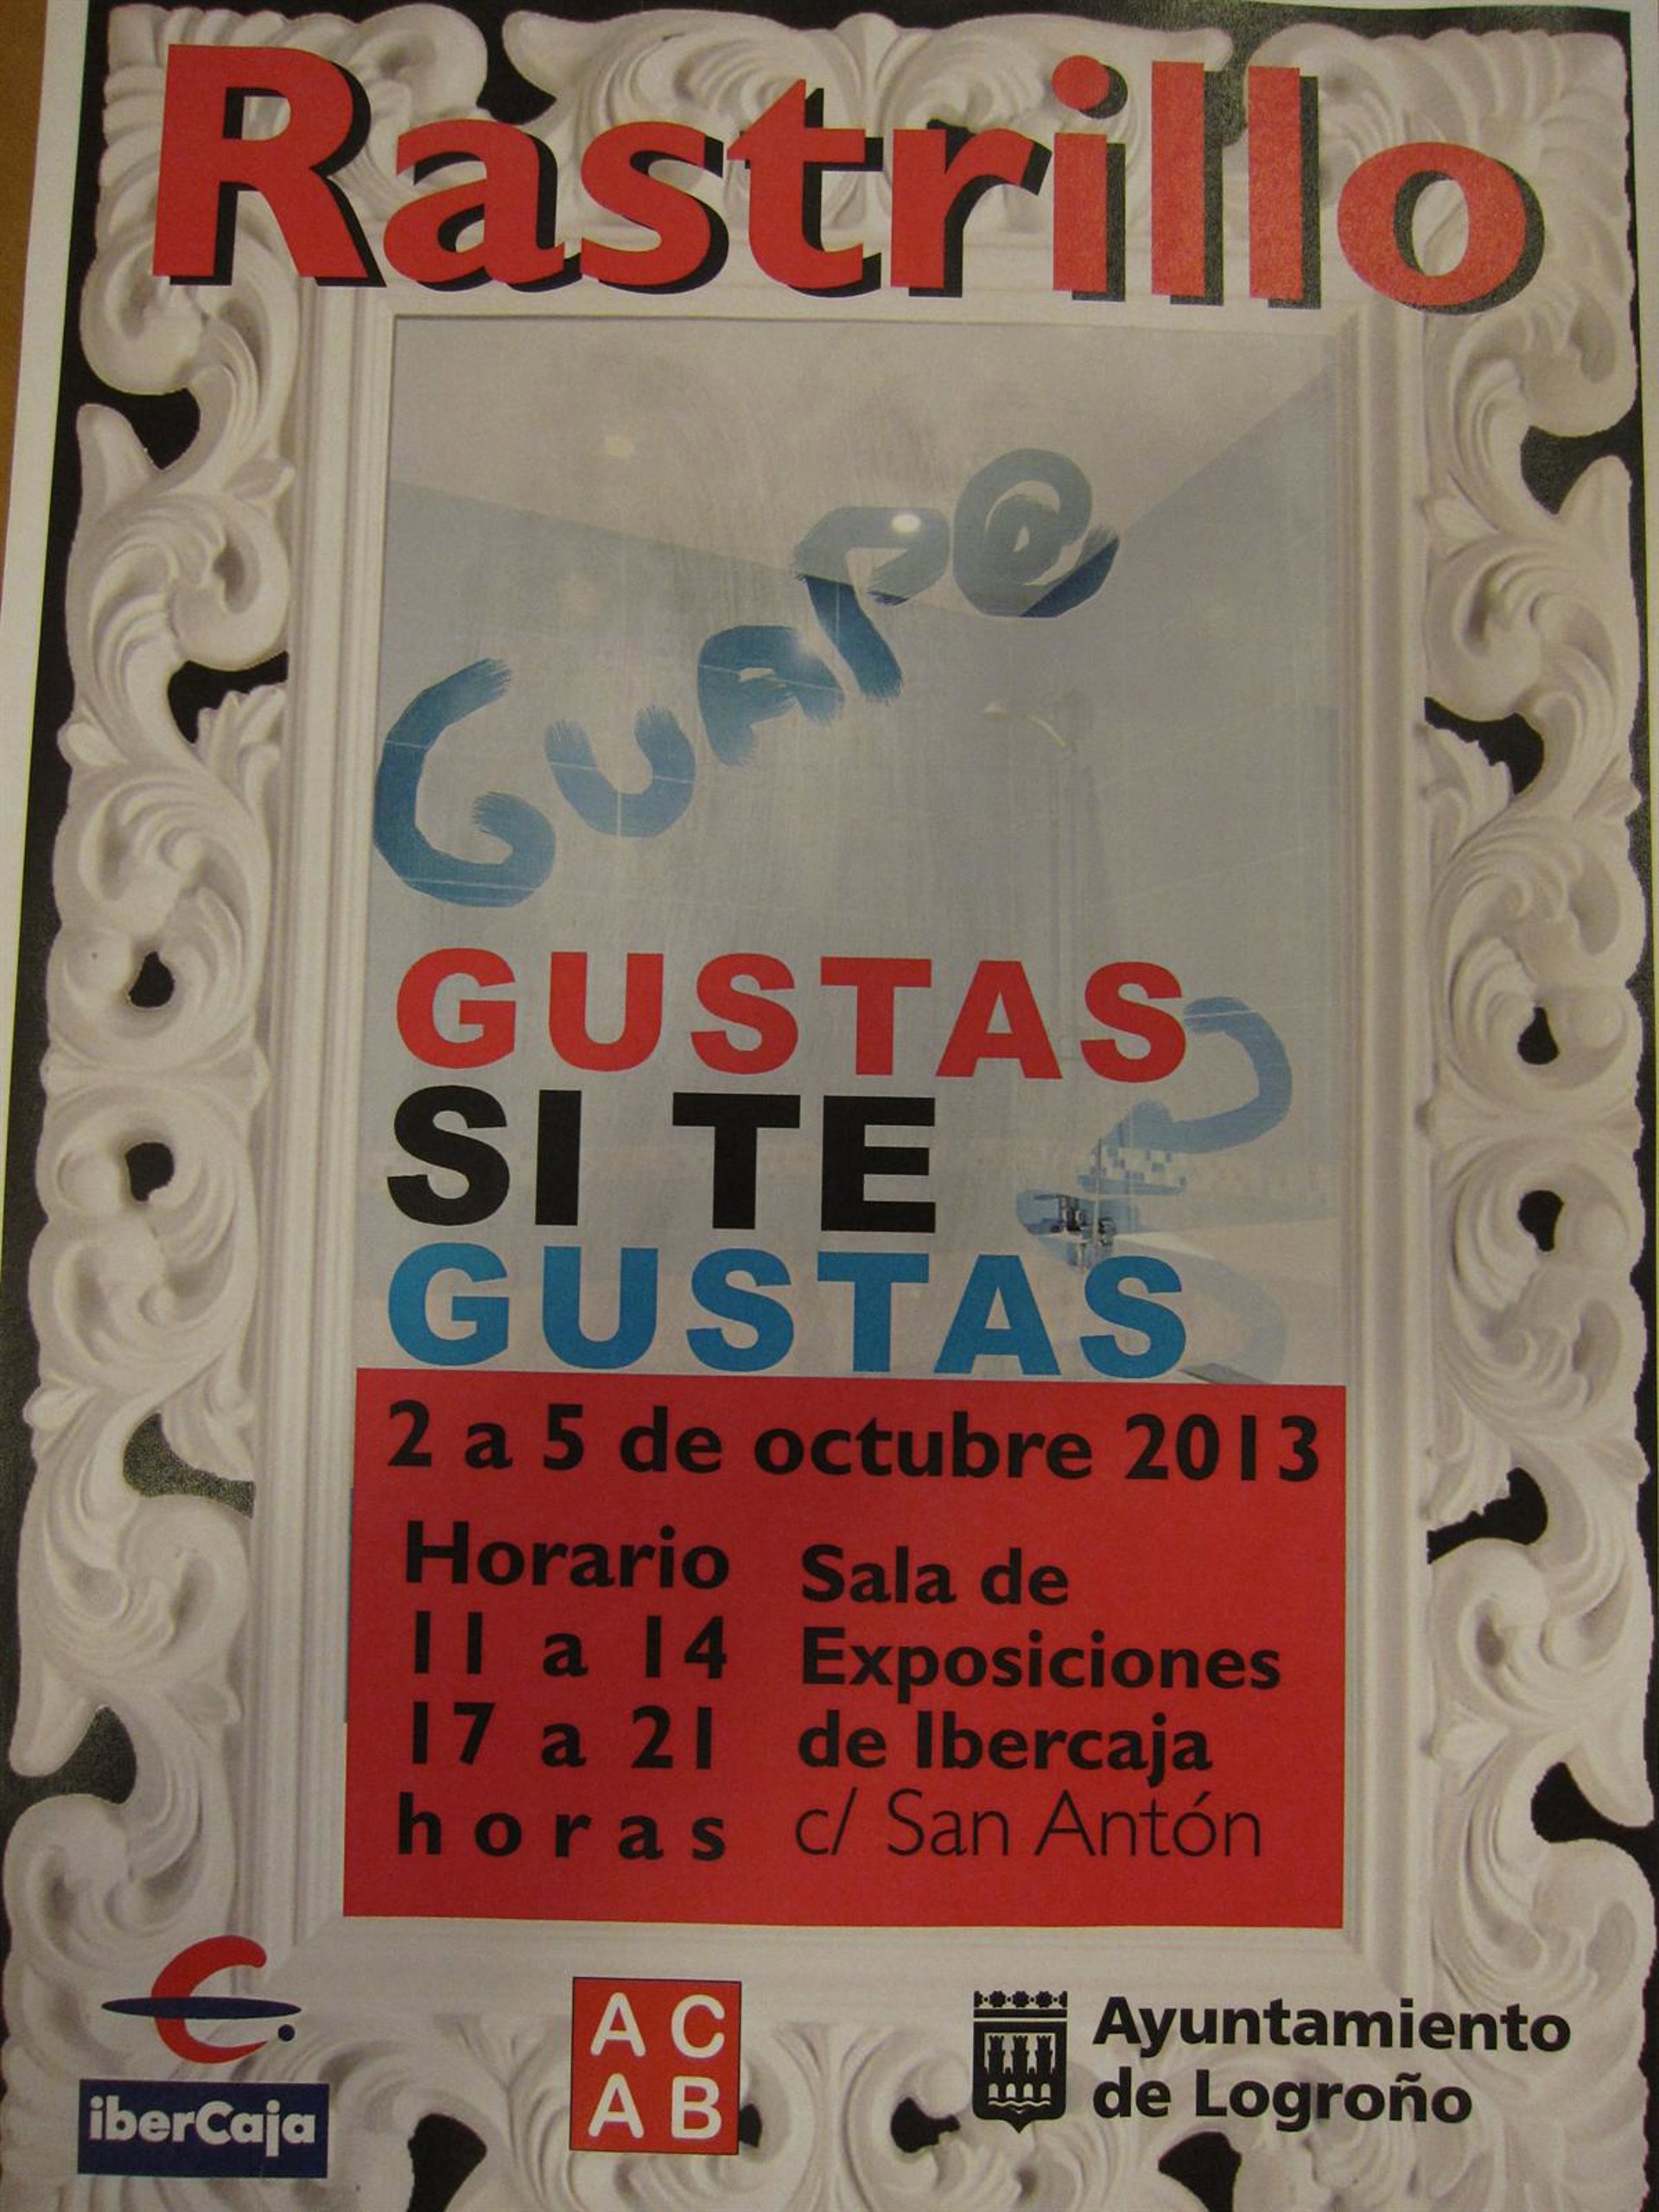 Rastrillo
GUAP@
GUSTAS
SI TE
GUSTAS
2 a 5 de octubre 2013
Horario
11 a 14
17 a 21
horas
Sala de
Exposiciones
de Ibercaja
c/ San Antón
iberCaja
AC
AB
Ayuntamiento
de Logroño